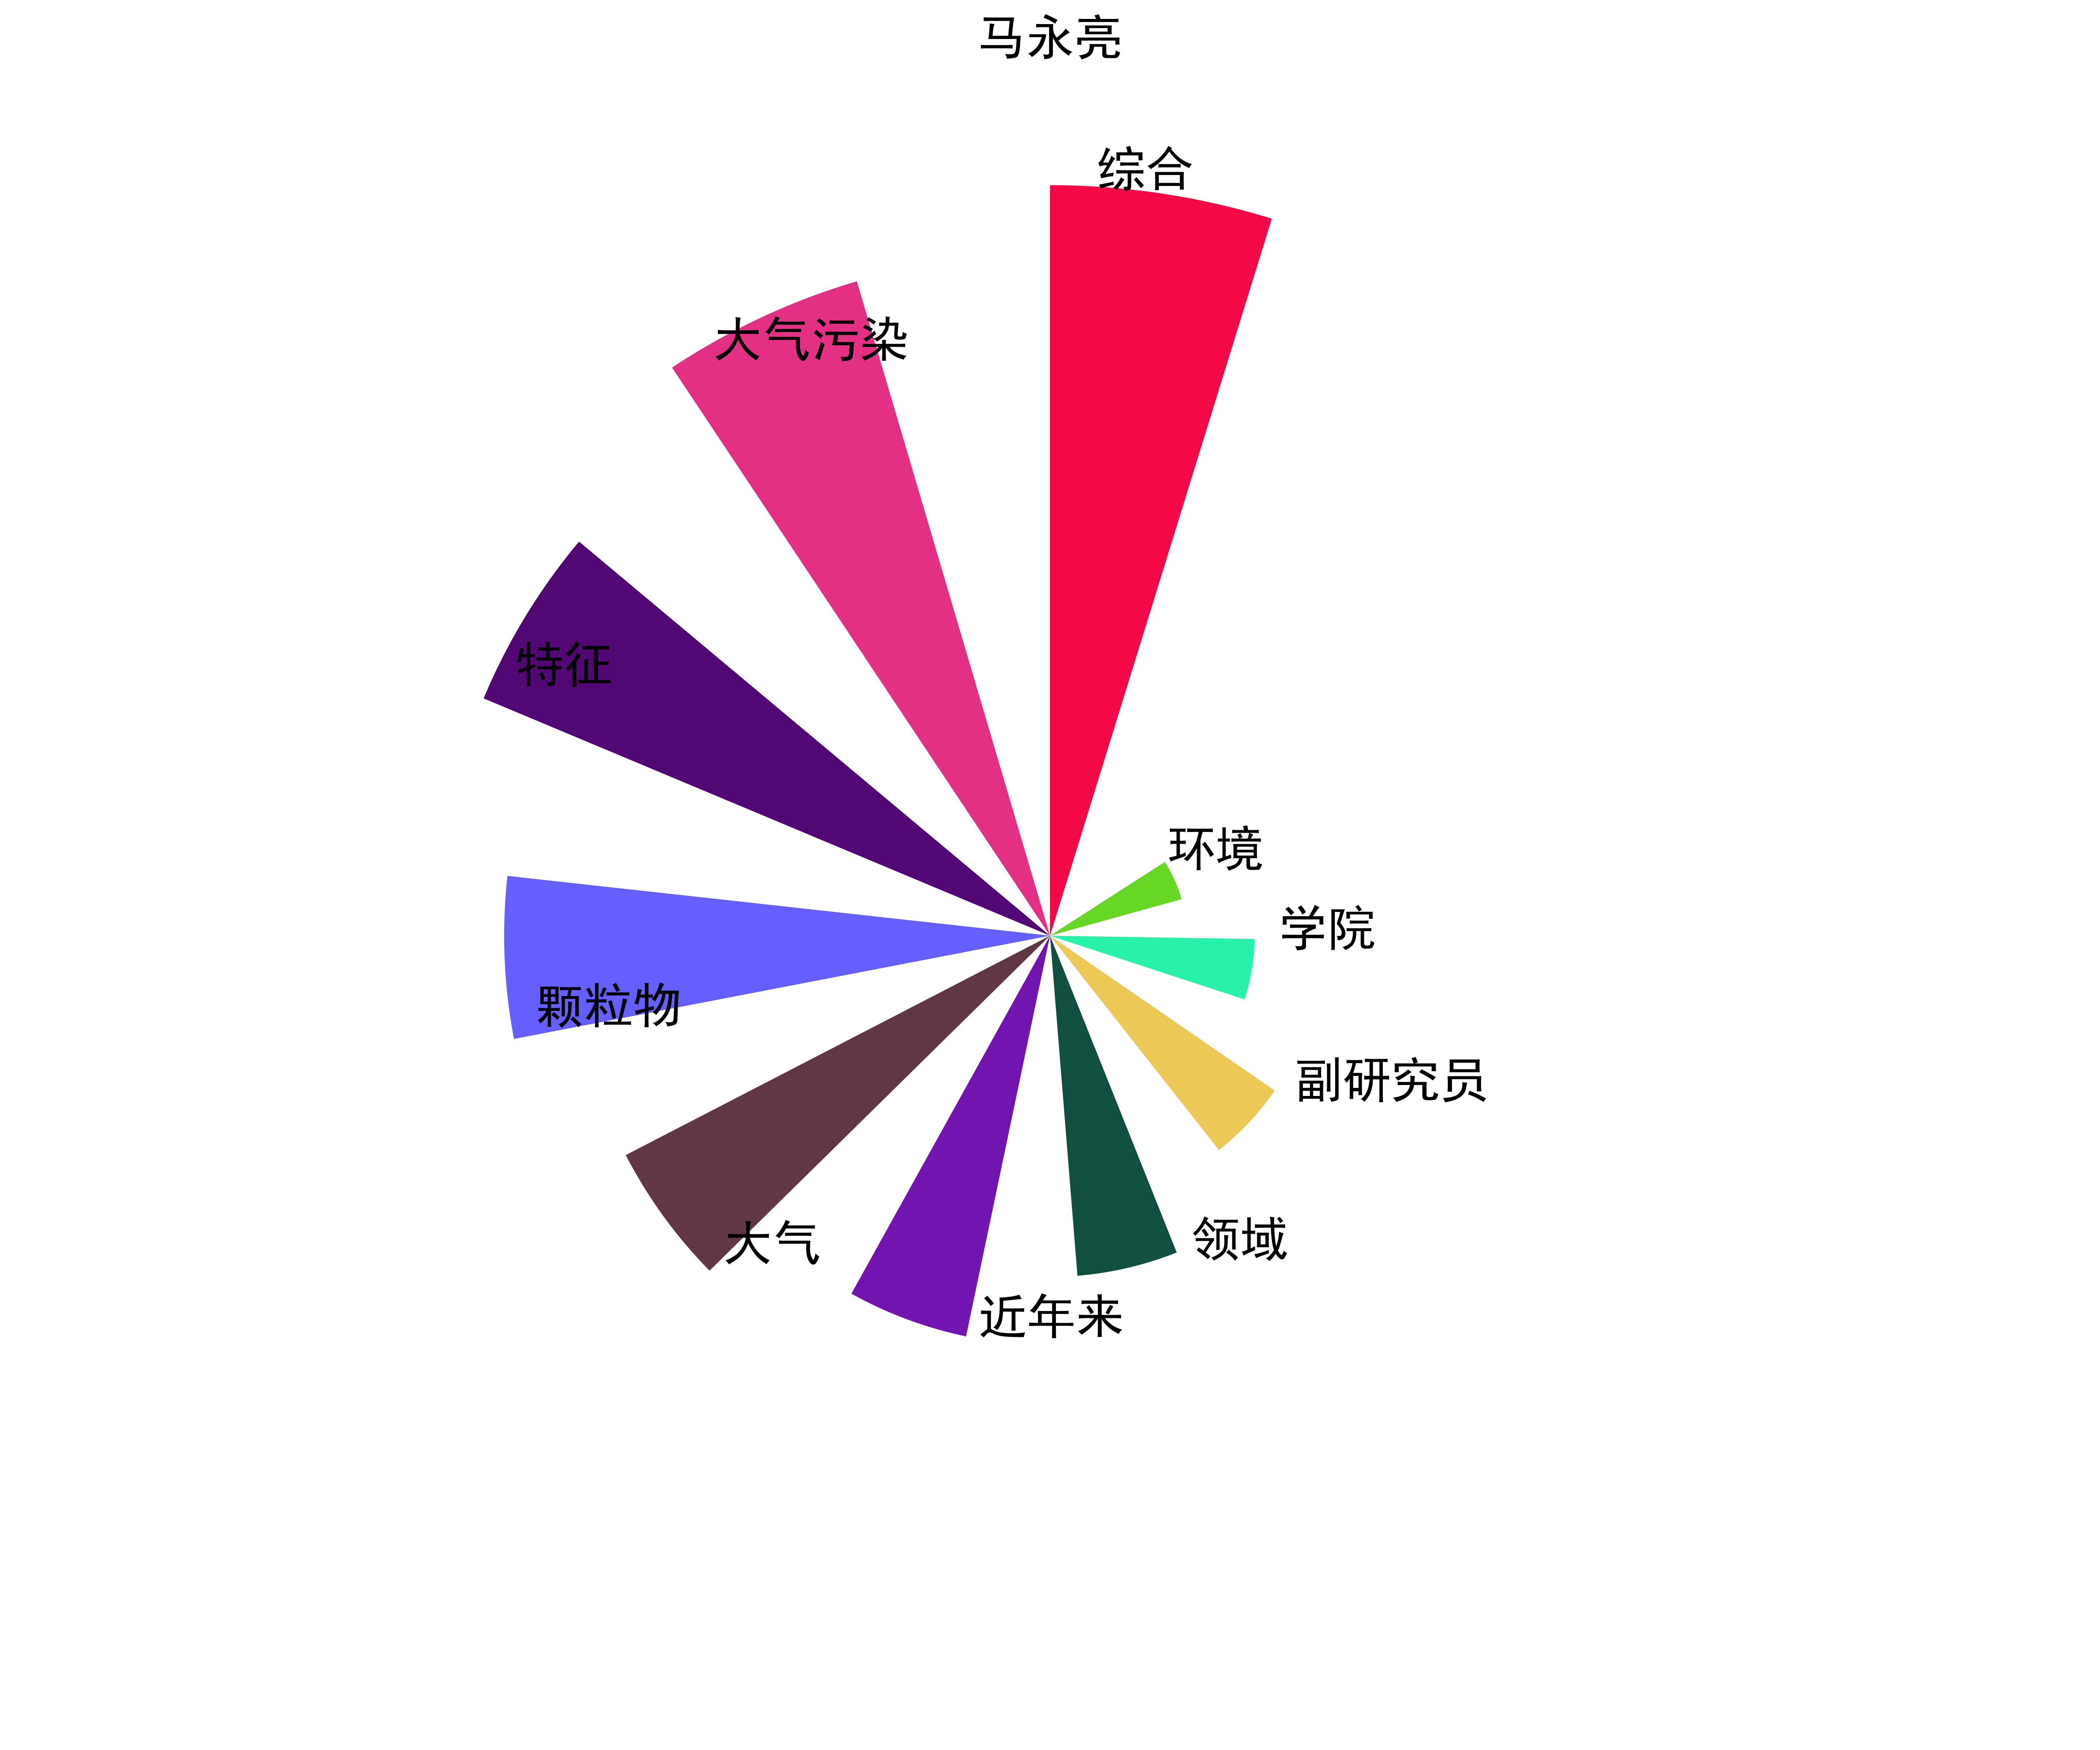 马永亮
综合
大气污染
特征
环境
学院
颗粒物
副研究员
领域
大气
近年来